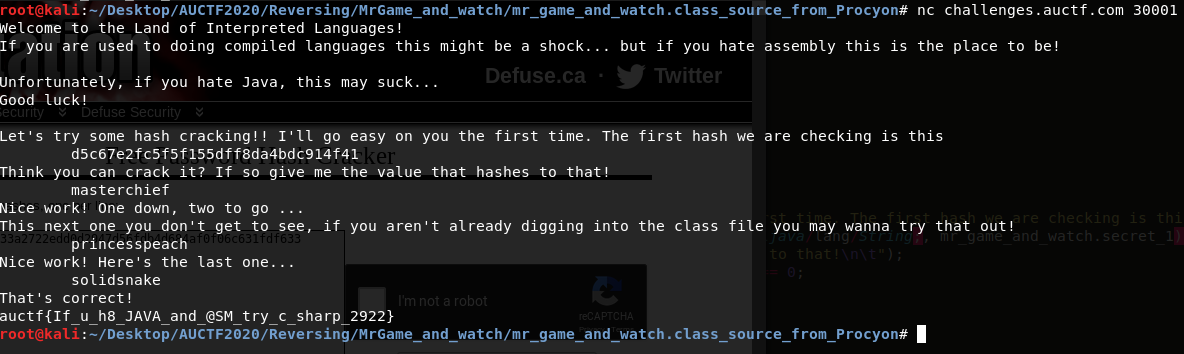 root@kali:~/Desktop/AUCTF2020/Reversing/MrGame_and_Watch/mr_game_and_watch.class_source_from_Procyon# nc challenges.auctf.com 30001
Welcome to the Land of Interpreted Languages!
If you are used to doing compiled languages this might be a shock... but if you hate assembly this is the place to be!
Defuse.ca · Twitter
Unfortunately, if you hate Java, this may suck...
Good luck!
Security Defuse Security
Let's try some hash cracking!! I'll go easy on you the first time. The first hash we are checking is this
d5c67e2fc5f5f155dff8da4bdc914f41
Free Password Hash Cracker
Think you can crack it? If so give me the value that hashes to that!
masterchief
Nice work! One down, two to go ...
This next one you don't get to see, if you aren't already digging into the class file you may wanna try that out!
st time. The first hash we are checking is thi
java/lang/String;, mr_game_and_watch.secret_1)
princesspeach
to that!\n\t");
Nice work! Here's the last one...
= 0;
solidsnake
That's correct!
I'm not a robot
reCAPTCHA
auctf{If_u_h8_JAVA_and_@SM_try_c_sharp_2922}
root@kali:~/Desktop/AUCTF2020/Reversing/MrGame_and_Watch/mr_game_and_watch.class_source_from_Procyon#